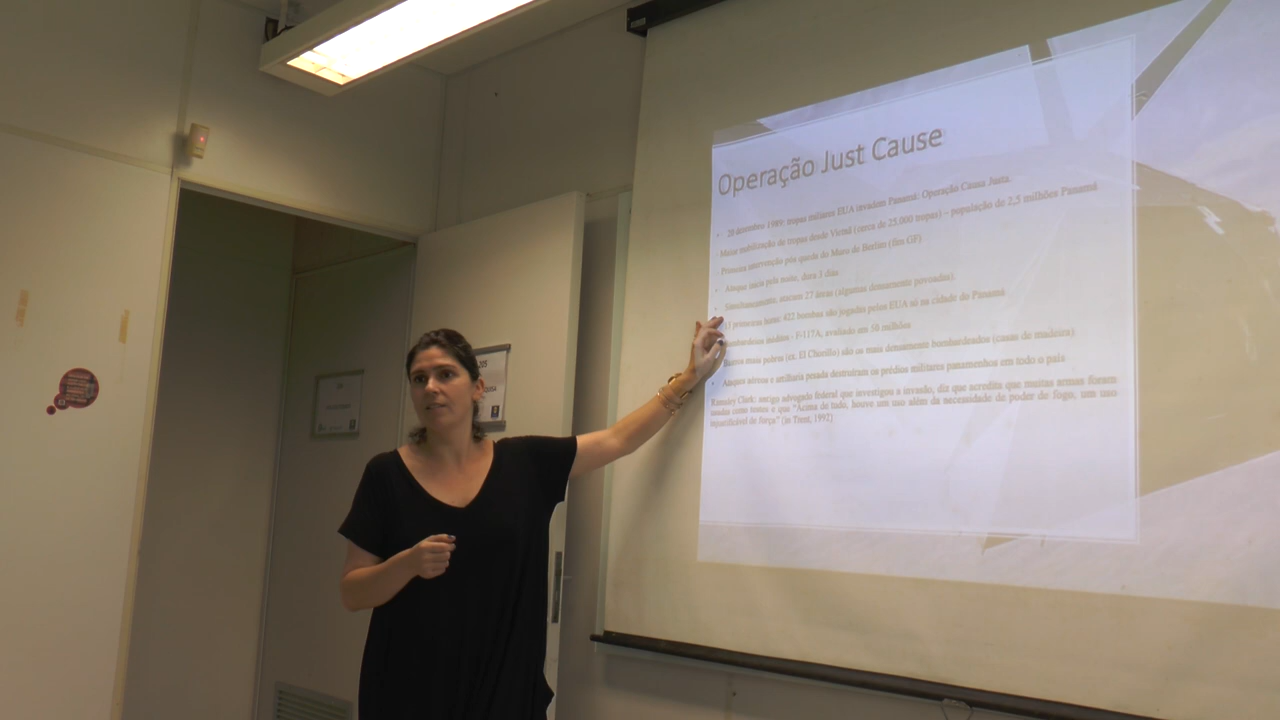 Operação Just Cause
20 dezembro 1989: tropas militares EUA invadem Panamá: Operação Causa Justa.
Maior mobilização de tropas desde Vietnã (cerca de 25.000 tropas) – população de 2,5 milhões Panamá
Primeira intervenção pós queda do Muro de Berlim (fim GF)
Ataque inicia pela noite, dura 3 dias
Simultaneamente, atacam 27 áreas (algumas densamente povoadas).
13 primeiras horas: 422 bombas são jogadas pelos EUA só na cidade do Panamá
inéditos - F-117A, avaliado em 50 milhões
Bairros mais pobres (ex. El Chorillo) são os mais densamente bombardeados (casas de madeira)
Ataques aéreos e artilharia pesada destruíram os prédios militares panamenhos em todo o país
Ramsley Clark: antigo advogado federal que investigou a invasão, diz que acredita que muitas armas foram
usadas como testes e que "Acima de tudo, houve um uso além da necessidade de poder de fogo, um uso
injustificável de força" (in Trent, 1992)
205